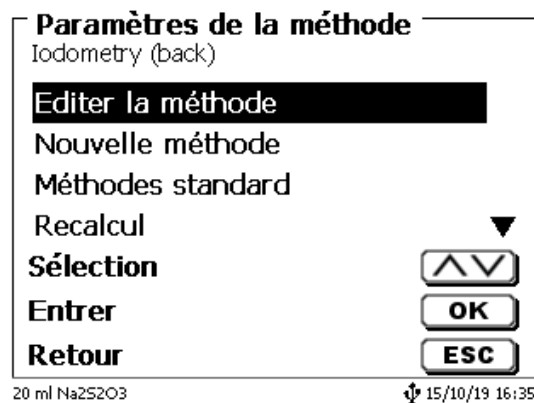 Paramètres de la méthode
Iodometry (back)
Editer la méthode
Nouvelle méthode
Méthodes standard
Recalcul
Sélection
Entrer OK
Retour ESC
20 ml Na2S2O3 15/10/19 16:35